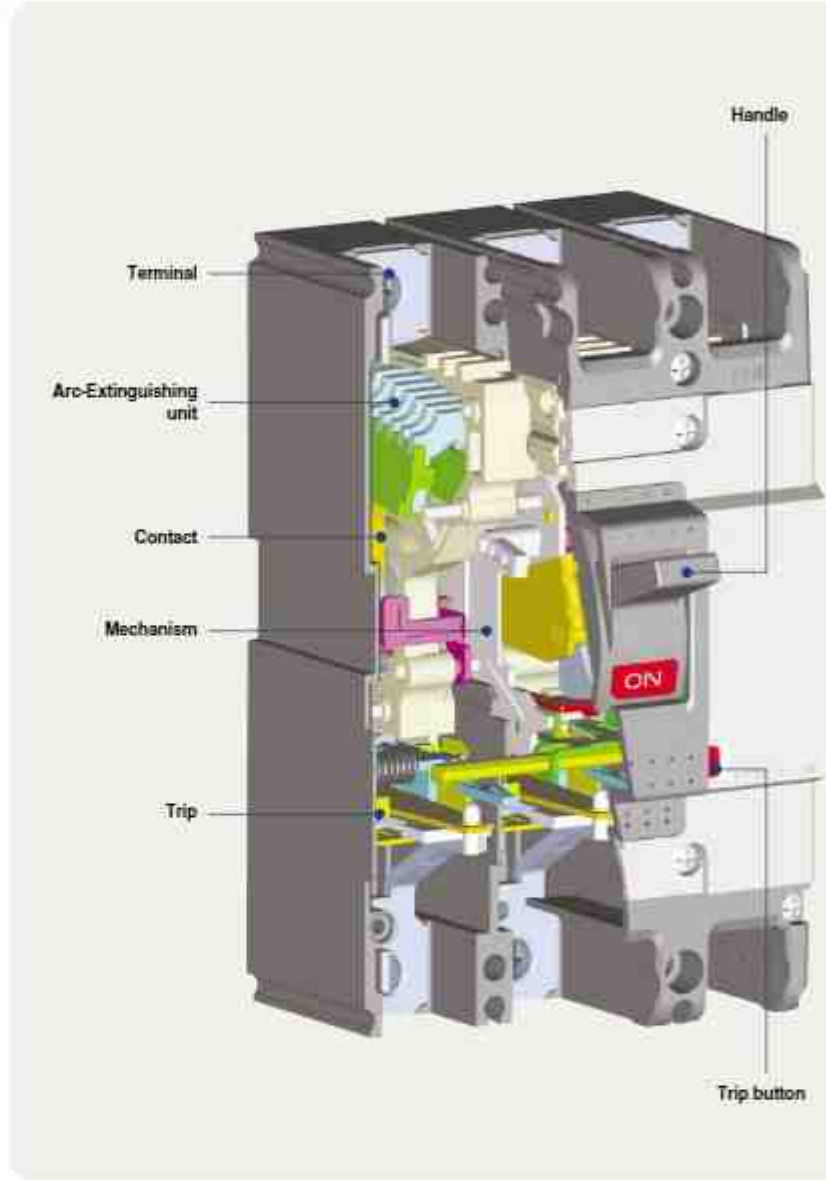 Handle
Terminal
Arc-Extinguishing
unit
Contact
Mechanism
ON
Trip
Trip button